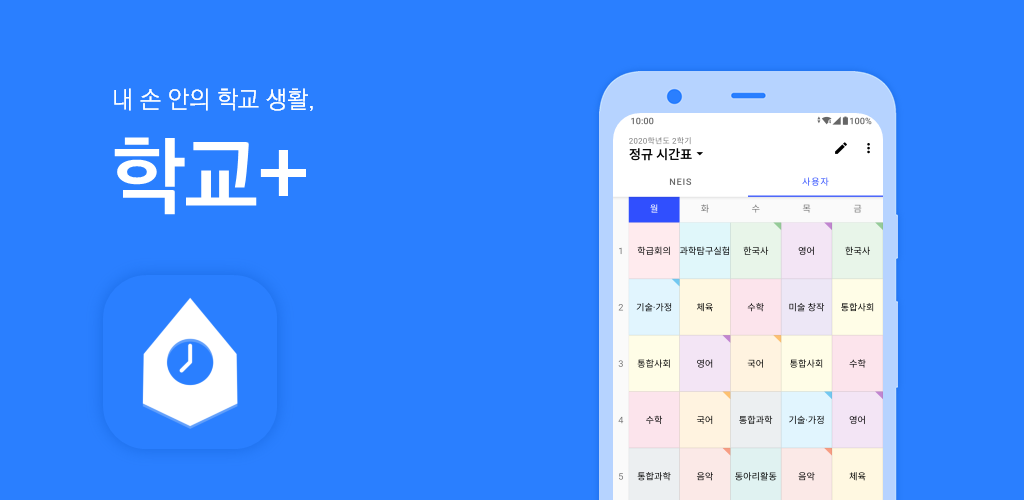 내 손 안의 학교 생활,
학교+
10:00 100%
2020학년도 2학기
정규 시간표
NEIS 사용자
월 화 수 목 금
1 학급회의 과학탐구실험 한국사 영어 한국사
2 기술·가정 체육 수학 미술 창작 통합사회
3 통합사회 영어 국어 통합사회 수학
4 수학 국어 통합과학 기술·가정 영어
5 통합과학 음악 동아리활동 음악 체육